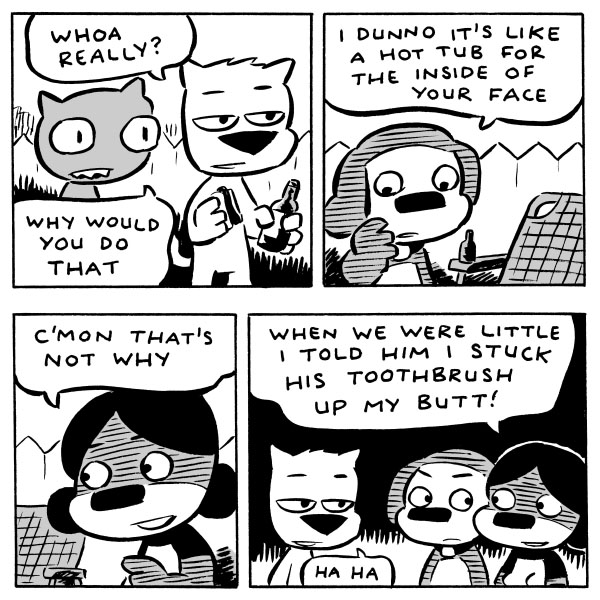 WHOA
REALLY?
WHY WOULD
YOU DO
THAT
I DUNNO IT'S LIKE
A HOT TUB FOR
THE INSIDE OF
YOUR FACE
C'MON THAT'S
NOT WHY
WHEN WE WERE LITTLE
I TOLD HIM I STUCK
HIS TOOTHBRUSH
UP MY BUTT!
HA HA